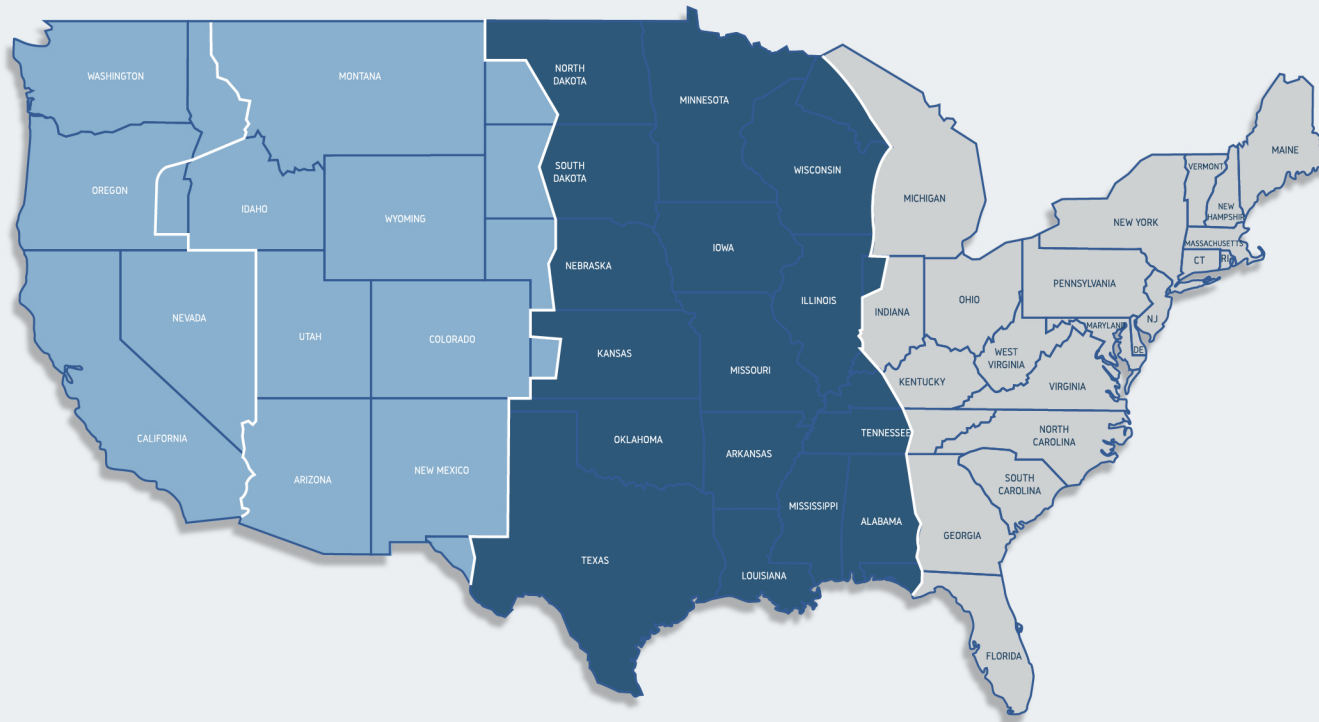 WASHINGTON
MONTANA
NORTH
DAKOTA
MINNESOTA
OREGON
IDAHO
WYOMING
SOUTH
DAKOTA
WISCONSIN
MICHIGAN
NEW YORK
VERMONT
MAINE
NEW
HAMPSHIR
MASSACHUSETTS
CT
RI
NEVADA
UTAH
COLORADO
NEBRASKA
IOWA
ILLINOIS
INDIANA
OHIO
PENNSYLVANIA
NJ
MARYLAND
DE
CALIFORNIA
KANSAS
MISSOURI
KENTUCKY
WEST
VIRGINIA
VIRGINIA
ARIZONA
NEW MEXICO
OKLAHOMA
ARKANSAS
TENNESSEE
NORTH
CAROLINA
SOUTH
CAROLINA
TEXAS
LOUISIANA
MISSISSIPPI
ALABAMA
GEORGIA
FLORIDA